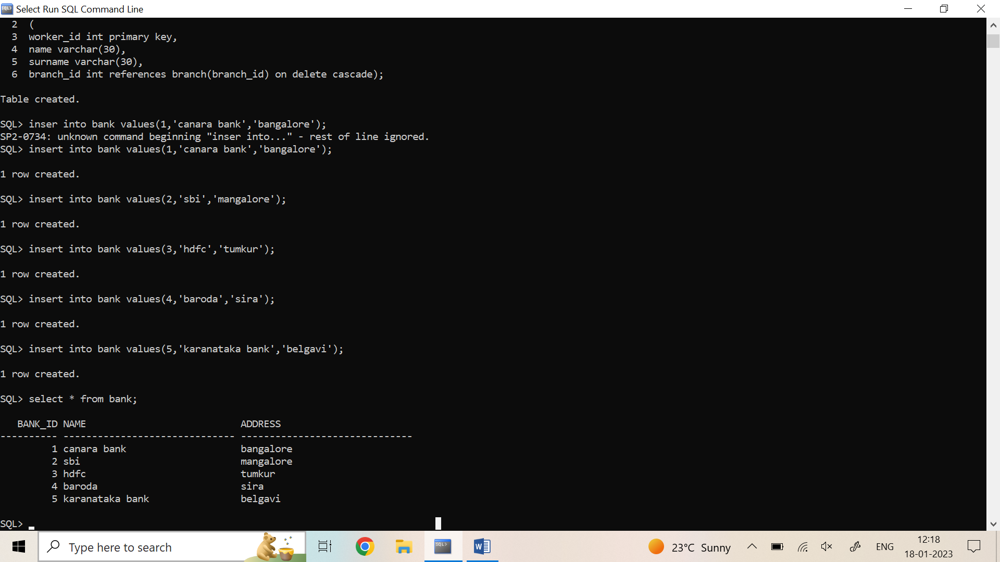 Select Run SQL Command Line
2 (
3 worker_id int primary key,
4 name varchar(30),
5 surname varchar(30),
6 branch_id int references branch(branch_id) on delete cascade);
Table created.
SQL> inser into bank values(1,'canara bank','bangalore');
SP2-0734: unknown command beginning "inser into..." - rest of line ignored.
SQL> insert into bank values(1,'canara bank','bangalore');
1 row created.
SQL> insert into bank values(2,'sbi','mangalore');
1 row created.
SQL> insert into bank values(3,'hdfc','tumkur');
1 row created.
SQL> insert into bank values(4,'baroda','sira');
1 row created.
SQL> insert into bank values(5,'karanataka bank','belgavi');
1 row created.
SQL> select * from bank;
BANK_ID NAME ADDRESS
---------- ------------------------------ ------------------------------
1 canara bank bangalore
2 sbi mangalore
3 hdfc tumkur
4 baroda sira
5 karanataka bank belgavi
SQL>
Type here to search
23°C Sunny
ENG
12:18
18-01-2023